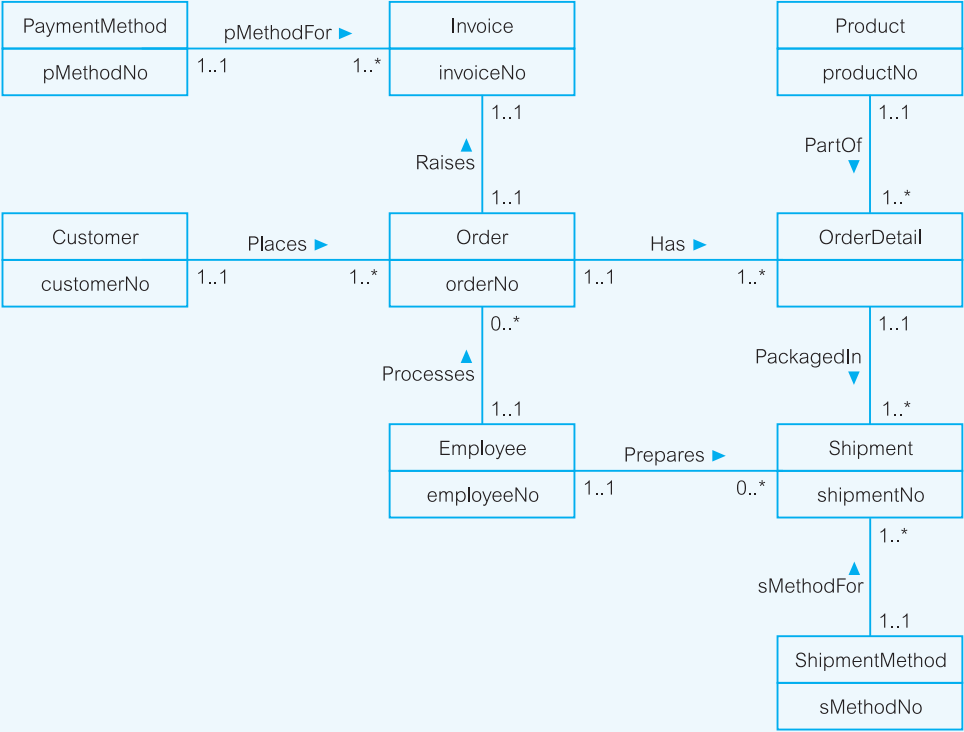 PaymentMethod
pMethodNo
pMethodFor
1..1
1..*
Invoice
invoiceNo
Product
productNo
1..1
Raises
1..1
1..1
PartOf
1..*
Customer
customerNo
Places
1..1
1..*
Order
orderNo
Has
1..1
1..*
OrderDetail
0..*
Processes
1..1
1..1
PackagedIn
1..*
Employee
employeeNo
Prepares
1..1
0..*
Shipment
shipmentNo
1..*
sMethodFor
1..1
ShipmentMethod
sMethodNo